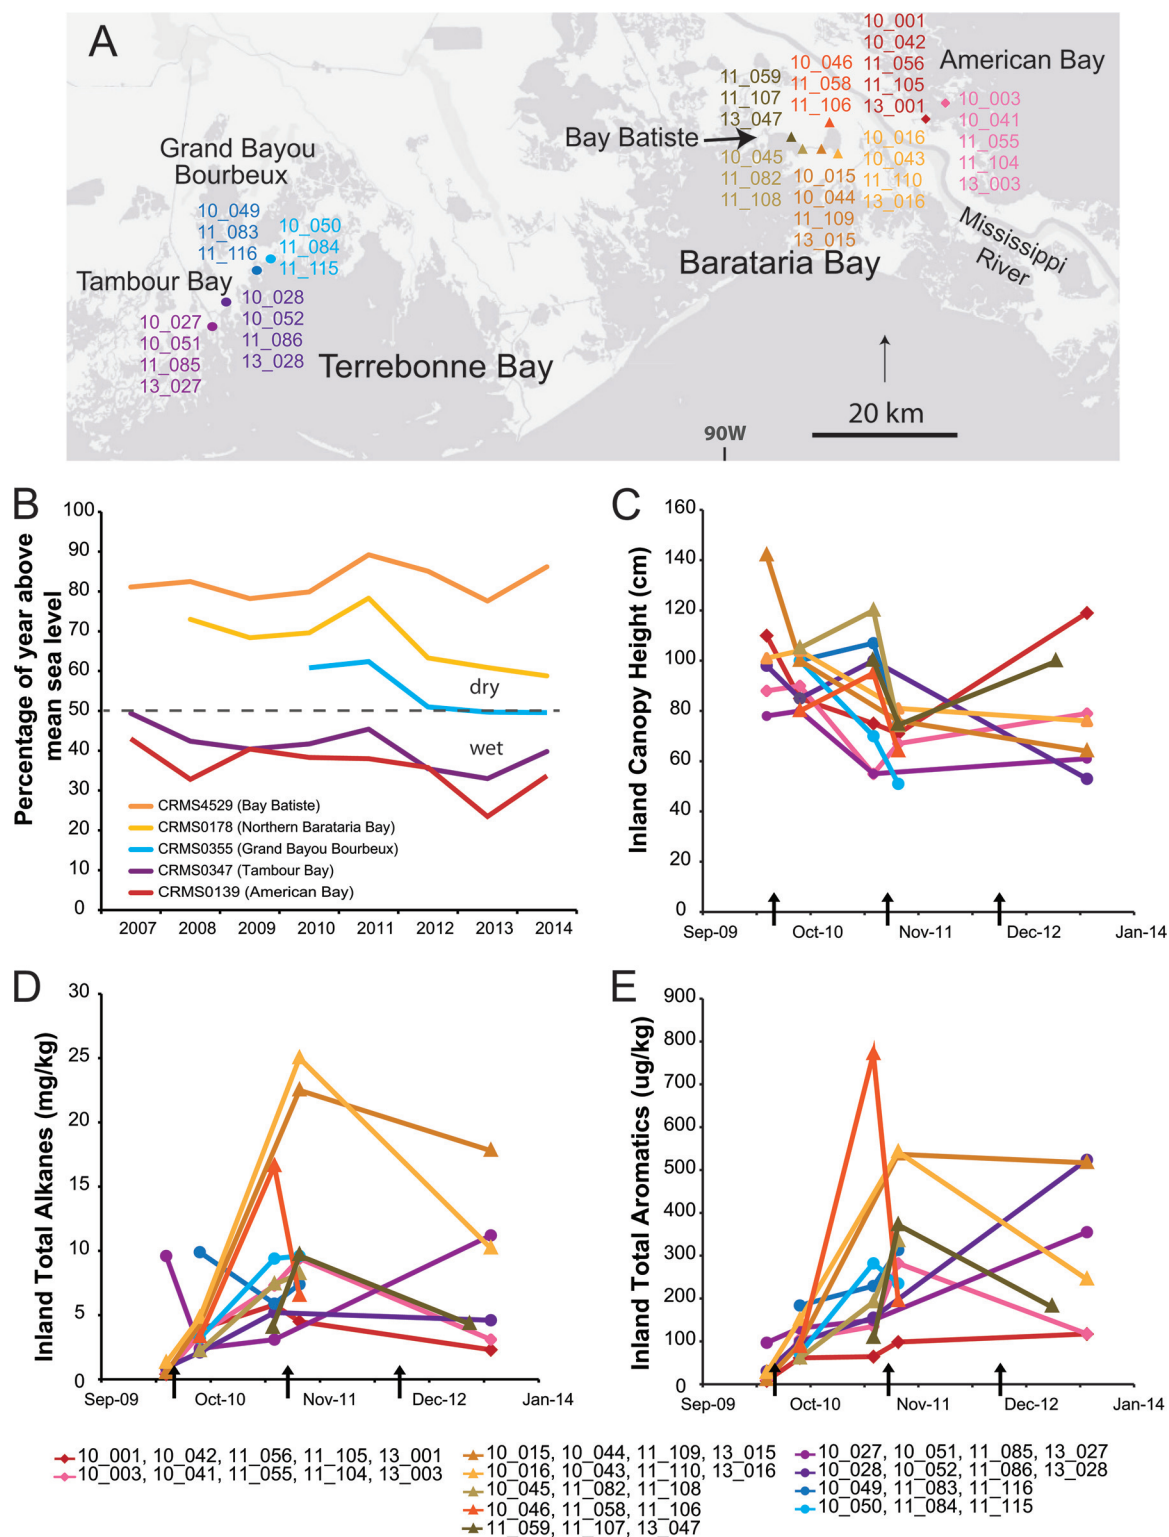 A
10_001
10_042
11_056
11_105
13_001
American Bay
10_046
11_058
11_106
11_059
11_107
13_047
10_003
10_041
11_055
11_104
13_003
Bay Batiste
10_045
11_082
11_108
10_016
10_043
11_110
13_016
10_015
10_044
11_109
13_015
Grand Bayou
Bourbeux
10_049
11_083
11_116
10_050
11_084
11_115
Tambour Bay
10_028
10_052
11_086
13_028
10_027
10_051
11_085
13_027
Mississippi
River
Barataria Bay
Terrebonne Bay
20 km
90W
B
Percentage of year above
mean sea level
100
90
80
70
60
50
40
30
20
10
0
dry
wet
CRMS4529 (Bay Batiste)
CRMS0178 (Northern Barataria Bay)
CRMS0355 (Grand Bayou Bourbeux)
CRMS0347 (Tambour Bay)
CRMS0139 (American Bay)
2007 2008 2009 2010 2011 2012 2013 2014
C
Inland Canopy Height (cm)
160
140
120
100
80
60
40
20
0
Sep-09 Oct-10 Nov-11 Dec-12 Jan-14
D
Inland Total Alkanes (mg/kg)
30
25
20
15
10
5
0
Sep-09 Oct-10 Nov-11 Dec-12 Jan-14
E
Inland Total Aromatics (ug/kg)
900
800
700
600
500
400
300
200
100
0
Sep-09 Oct-10 Nov-11 Dec-12 Jan-14
10_001, 10_042, 11_056, 11_105, 13_001
10_003, 10_041, 11_055, 11_104, 13_003
10_015, 10_044, 11_109, 13_015
10_016, 10_043, 11_110, 13_016
10_045, 11_082, 11_108
10_046, 11_058, 11_106
11_059, 11_107, 13_047
10_027, 10_051, 11_085, 13_027
10_028, 10_052, 11_086, 13_028
10_049, 11_083, 11_116
10_050, 11_084, 11_115